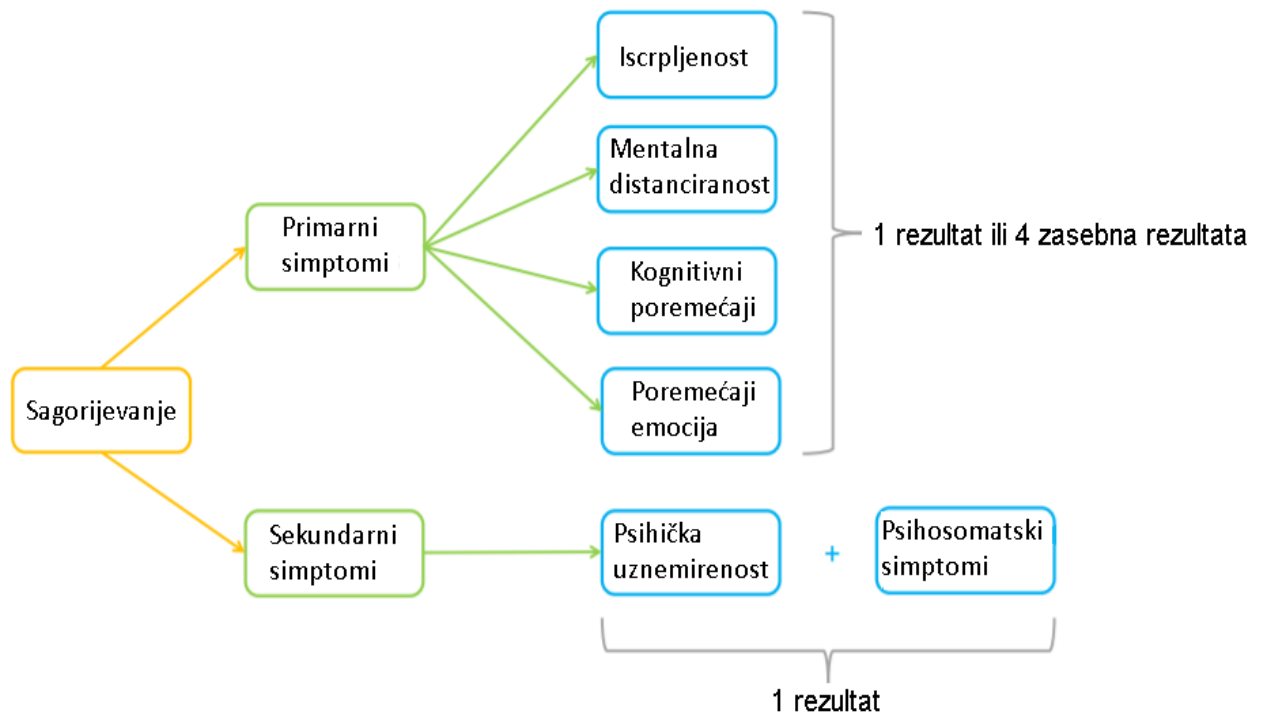 Iscrpljenost
Mentalna
distanciranost
Primarni
simptomi
1 rezultat ili 4 zasebna rezultata
Kognitivni
poremećaji
Sagorijevanje
Poremećaji
emocija
Sekundarni
simptomi
Psihička
uznemirenost
+
Psihosomatski
simptomi
1 rezultat